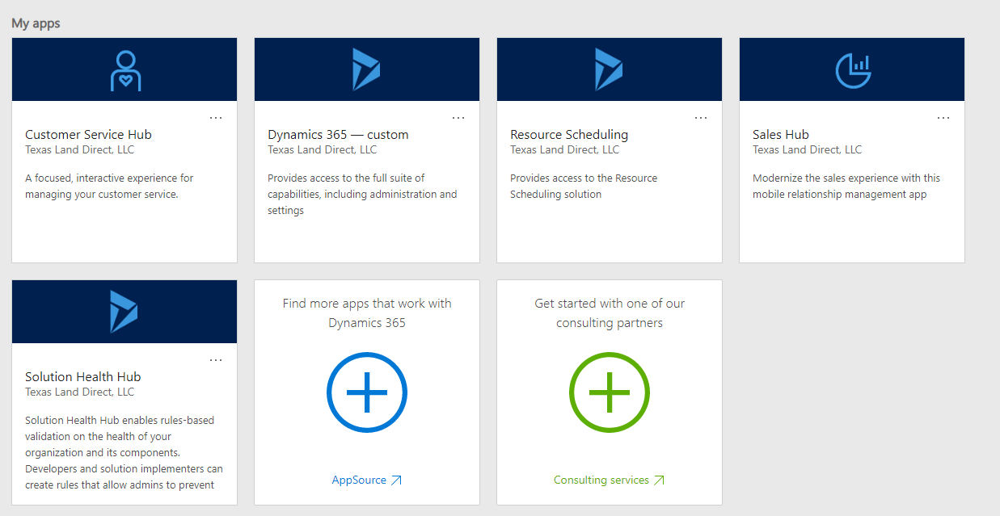 My apps
...
Customer Service Hub
Texas Land Direct, LLC
A focused, interactive experience for
managing your customer service.
...
Dynamics 365 — custom
Texas Land Direct, LLC
Provides access to the full suite of
capabilities, including administration and
settings
...
Resource Scheduling
Texas Land Direct, LLC
Provides access to the Resource
Scheduling solution
...
Sales Hub
Texas Land Direct, LLC
Modernize the sales experience with this
mobile relationship management app
...
Solution Health Hub
Texas Land Direct, LLC
Solution Health Hub enables rules-based
validation on the health of your
organization and its components.
Developers and solution implementers can
create rules that allow admins to prevent
Find more apps that work with
Dynamics 365
AppSource
Get started with one of our
consulting partners
Consulting services